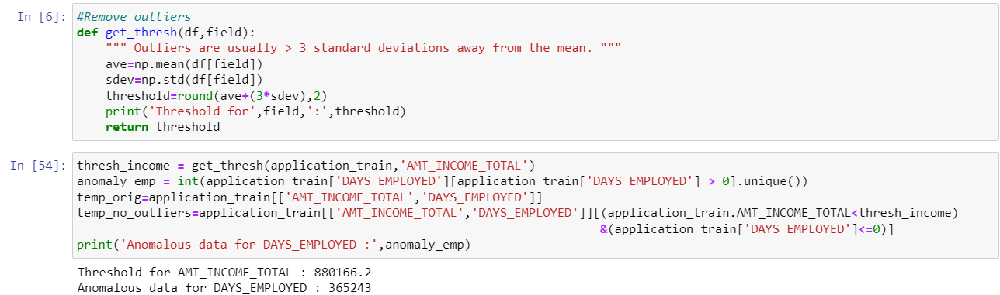 In [6]: #Remove outliers
def get_thresh(df,field):
    """ Outliers are usually > 3 standard deviations away from the mean. """
    ave=np.mean(df[field])
    sdev=np.std(df[field])
    threshold=round(ave+(3*sdev),2)
    print('Threshold for',field,':',threshold)
    return threshold
In [54]: thresh_income = get_thresh(application_train,'AMT_INCOME_TOTAL')
anomaly_emp = int(application_train['DAYS_EMPLOYED'][application_train['DAYS_EMPLOYED'] > 0].unique())
temp_orig=application_train[['AMT_INCOME_TOTAL','DAYS_EMPLOYED']]
temp_no_outliers=application_train[['AMT_INCOME_TOTAL','DAYS_EMPLOYED']][(application_train.AMT_INCOME_TOTAL<thresh_income)
&(application_train['DAYS_EMPLOYED']<=0)]
print('Anomalous data for DAYS_EMPLOYED :',anomaly_emp)
Threshold for AMT_INCOME_TOTAL : 880166.2
Anomalous data for DAYS_EMPLOYED : 365243